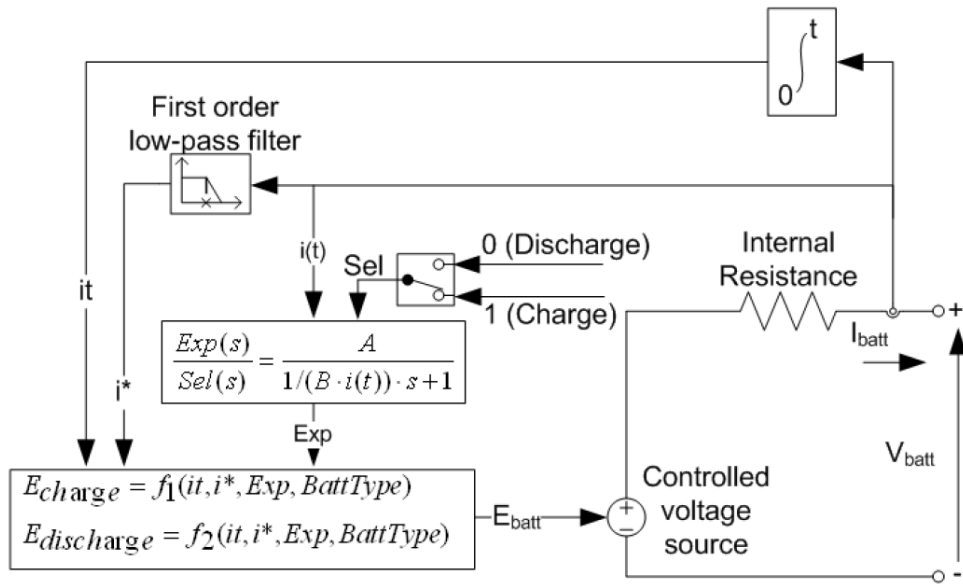 t
0
First order
low-pass filter
i(t)
0 (Discharge)
Sel
1 (Charge)
Internal
Resistance
+
I_batt
it
i*
Exp(s)/Sel(s) = A/(1/(B · i(t)) · s + 1)
Exp
V_batt
E_charge = f_1(it, i*, Exp, BattType)
E_discharge = f_2(it, i*, Exp, BattType)
E_batt
+
−
Controlled
voltage
source
-